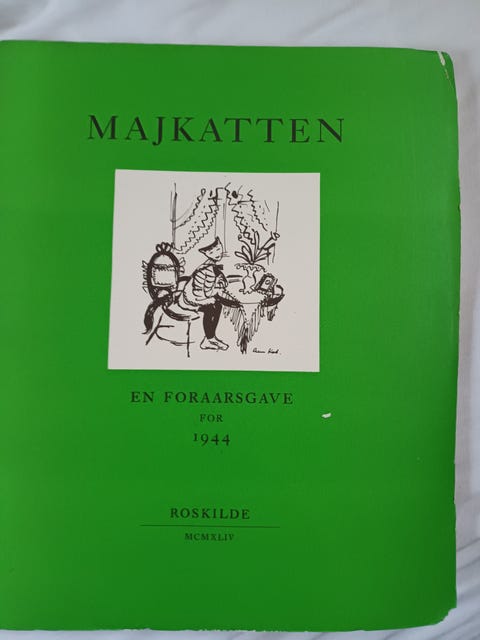 MAJKATTEN
EN FORAARSGAVE
FOR
1944
ROSKILDE
MCMXLIV